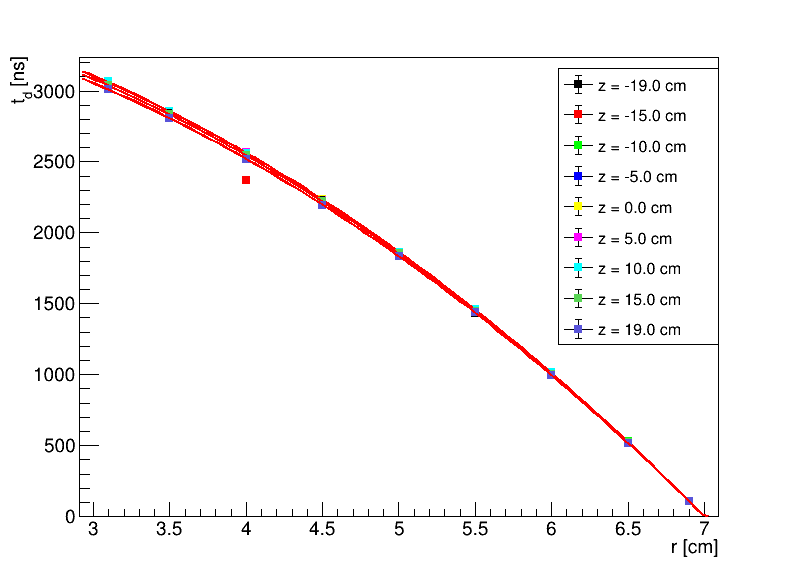 t_d [ns]
3000
2500
2000
1500
1000
500
0
3 3.5 4 4.5 5 5.5 6 6.5 7
r [cm]
z = -19.0 cm
z = -15.0 cm
z = -10.0 cm
z = -5.0 cm
z = 0.0 cm
z = 5.0 cm
z = 10.0 cm
z = 15.0 cm
z = 19.0 cm